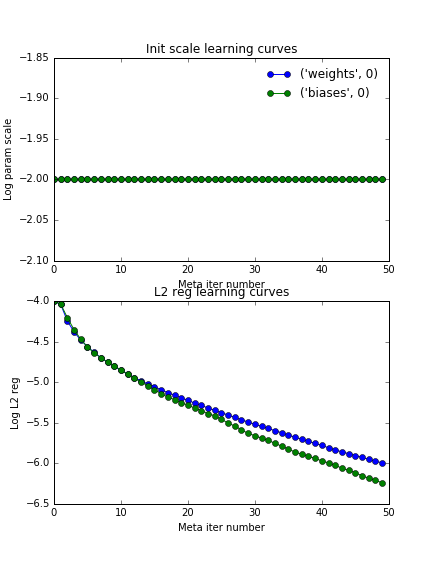 Init scale learning curves
−1.85
−1.90
−1.95
−2.00
−2.05
−2.10
Log param scale
('weights', 0)
('biases', 0)
0 10 20 30 40 50
Meta iter number
L2 reg learning curves
−4.0
−4.5
−5.0
−5.5
−6.0
−6.5
Log L2 reg
0 10 20 30 40 50
Meta iter number